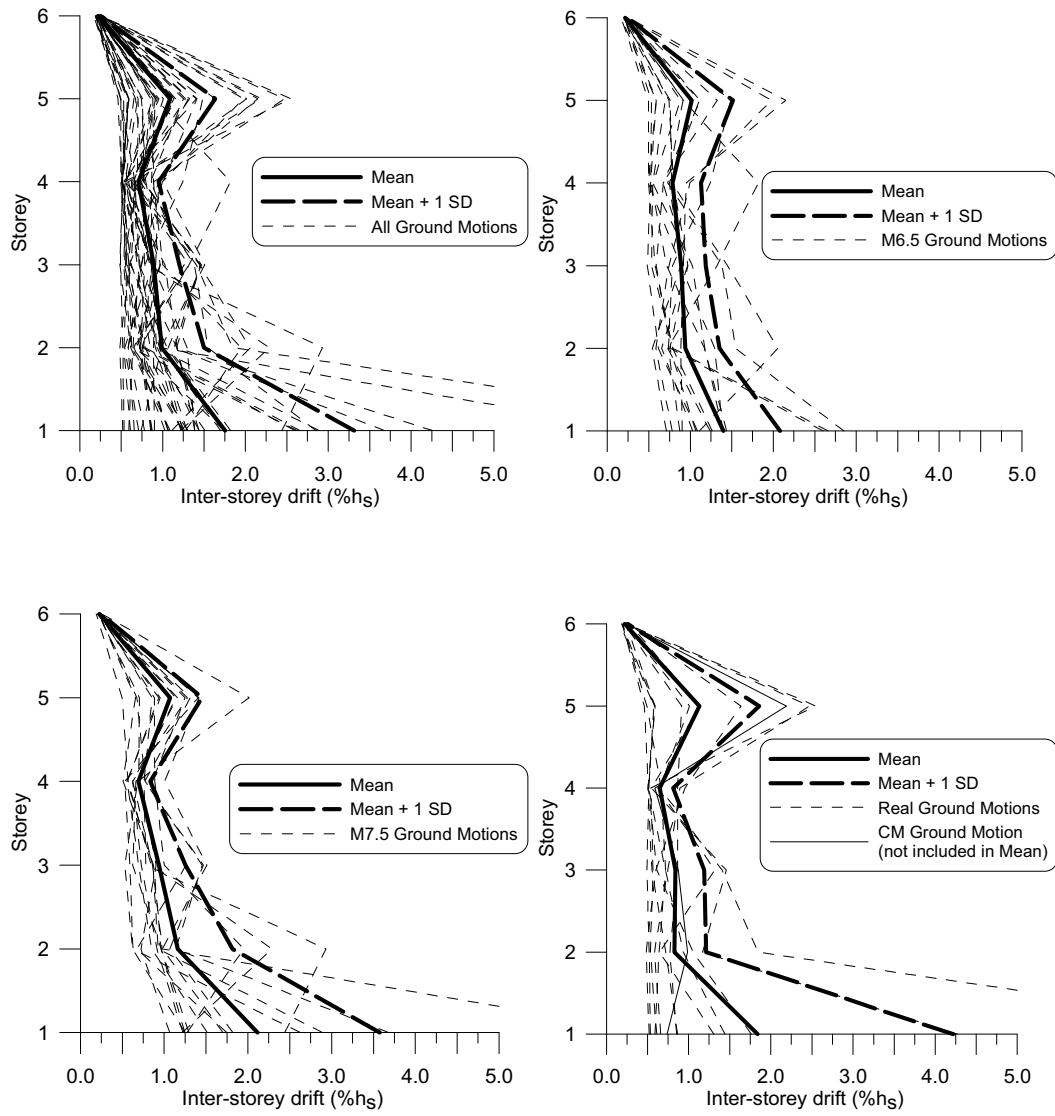 6
5
4
3
2
1
Storey
Mean
Mean + 1 SD
All Ground Motions
0.0 1.0 2.0 3.0 4.0 5.0
Inter-storey drift (%hS)
6
5
4
3
2
1
Storey
Mean
Mean + 1 SD
M6.5 Ground Motions
0.0 1.0 2.0 3.0 4.0 5.0
Inter-storey drift (%hS)
6
5
4
3
2
1
Storey
Mean
Mean + 1 SD
M7.5 Ground Motions
0.0 1.0 2.0 3.0 4.0 5.0
Inter-storey drift (%hS)
6
5
4
3
2
1
Storey
Mean
Mean + 1 SD
Real Ground Motions
CM Ground Motion
(not included in Mean)
0.0 1.0 2.0 3.0 4.0 5.0
Inter-storey drift (%hS)